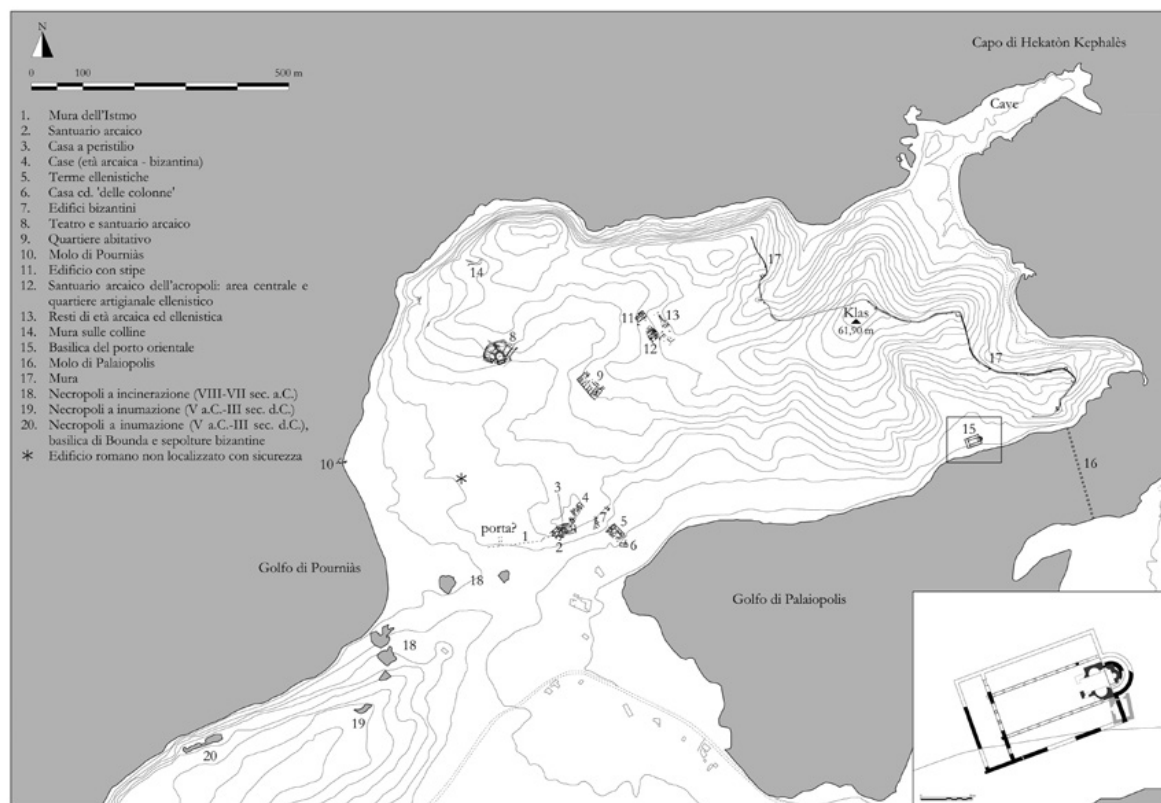 Capo di Hekatòn Kephalès
N
0 100 500 m
Cave
1. Mura dell'Istmo
2. Santuario arcaico
3. Casa a peristilio
4. Case (età arcaica - bizantina)
5. Terme ellenistiche
6. Casa cd. 'delle colonne'
7. Edifici bizantini
8. Teatro e santuario arcaico
9. Quartiere abitativo
10. Molo di Pourniàs
11. Edificio con stipe
12. Santuario arcaico dell'acropoli: area centrale e
quartiere artigianale ellenistico
13. Resti di età arcaica ed ellenistica
14. Mura sulle colline
15. Basilica del porto orientale
16. Molo di Palaiopolis
17. Mura
18. Necropoli a incinerazione (VIII-VII sec. a.C.)
19. Necropoli a inumazione (V a.C.-III sec. d.C.)
20. Necropoli a inumazione (V a.C.-III sec. d.C.),
basilica di Bounda e sepolture bizantine
* Edificio romano non localizzato con sicurezza
17
14
11
13
Klas
61,90 m
12
8
17
9
15
10
*
16
3
4
7
5
porta?
1
2
6
Golfo di Pourniàs
18
Golfo di Palaiopolis
18
19
20